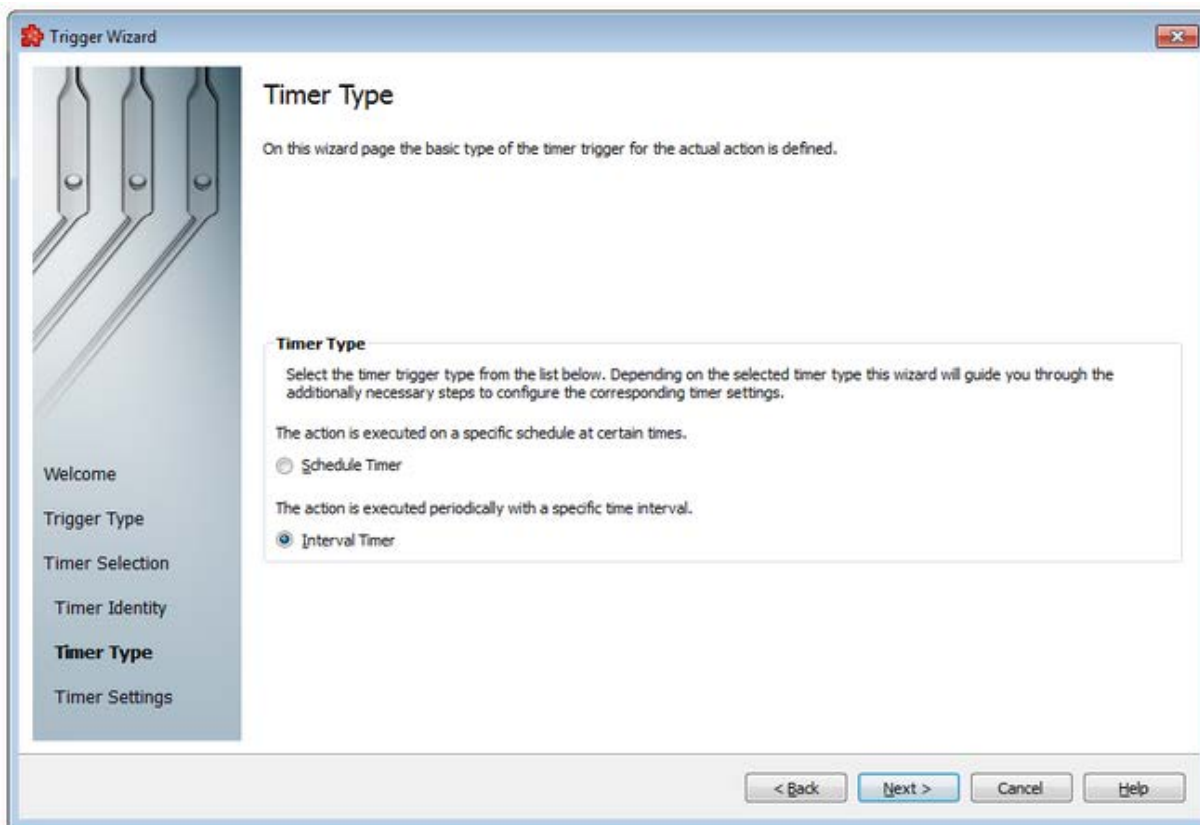 Trigger Wizard
Timer Type
On this wizard page the basic type of the timer trigger for the actual action is defined.
Timer Type
Select the timer trigger type from the list below. Depending on the selected timer type this wizard will guide you through the
additionally necessary steps to configure the corresponding timer settings.
The action is executed on a specific schedule at certain times.
Schedule Timer
The action is executed periodically with a specific time interval.
Interval Timer
Welcome
Trigger Type
Timer Selection
Timer Identity
Timer Type
Timer Settings
< Back
Next >
Cancel
Help